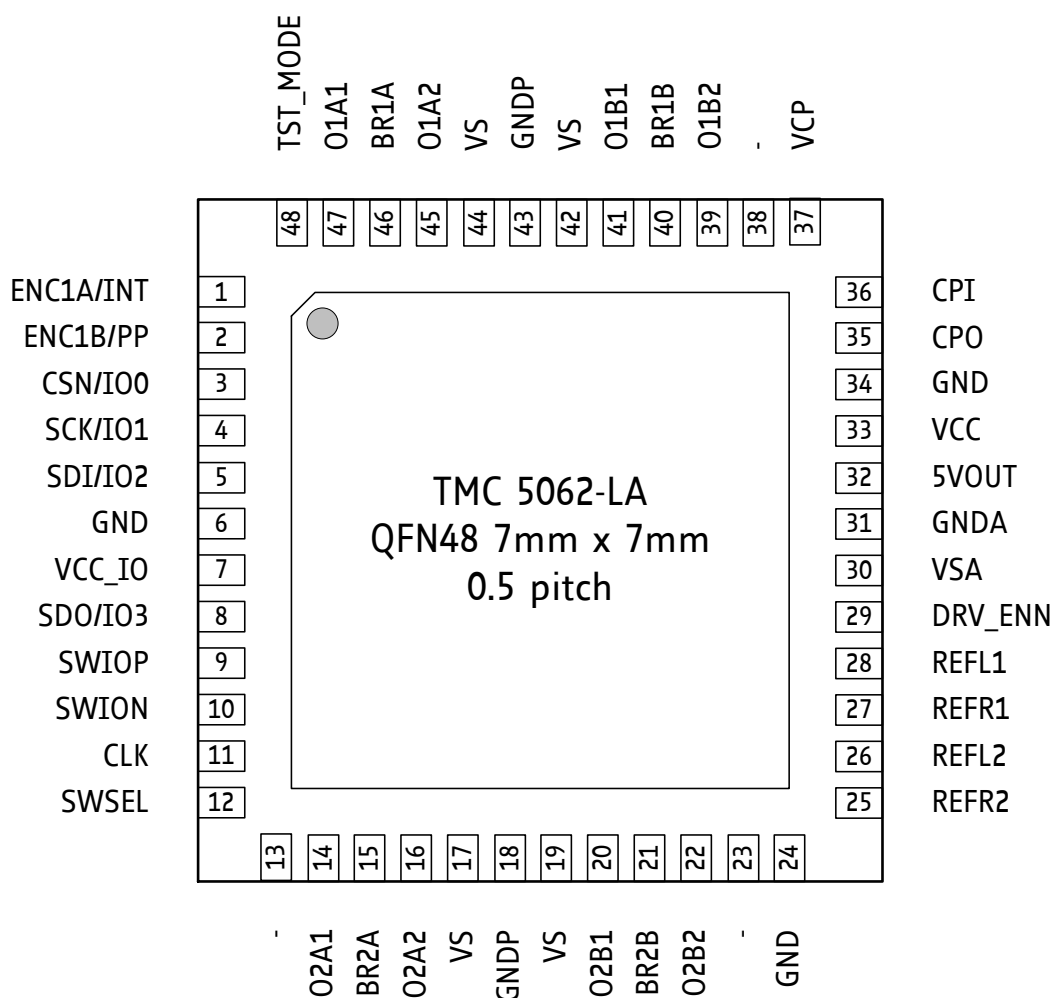 TST_MODE
O1A1
BR1A
O1A2
VS
GNDP
VS
O1B1
BR1B
O1B2
-
VCP
48
47
46
45
44
43
42
41
40
39
38
37
ENC1A/INT 1
ENC1B/PP 2
CSN/IO0 3
SCK/IO1 4
SDI/IO2 5
GND 6
VCC_IO 7
SDO/IO3 8
SWIOP 9
SWION 10
CLK 11
SWSEL 12
TMC 5062-LA
QFN48 7mm x 7mm
0.5 pitch
36 CPI
35 CPO
34 GND
33 VCC
32 5VOUT
31 GNDA
30 VSA
29 DRV_ENN
28 REFL1
27 REFR1
26 REFL2
25 REFR2
13
14
15
16
17
18
19
20
21
22
23
24
-
O2A1
BR2A
O2A2
VS
GNDP
VS
O2B1
BR2B
O2B2
-
GND